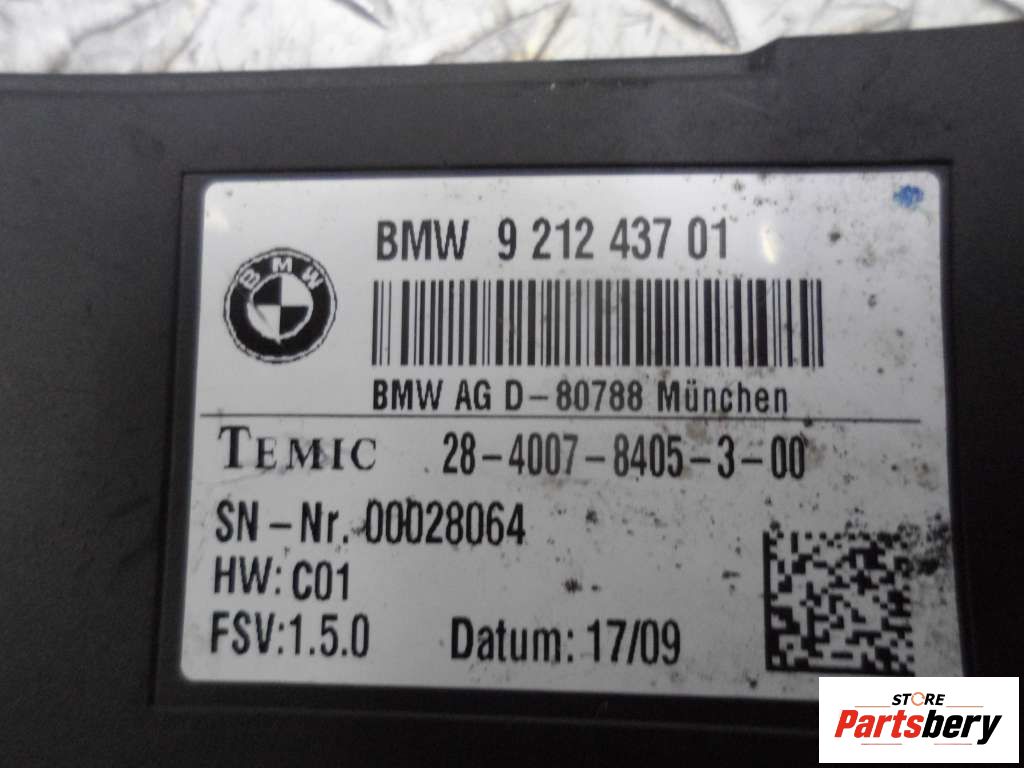 BMW 9 212 437 01
BMW
BMW AG D-80788 München
TEMIC 28-4007-8405-3-00
SN-Nr. 00028064
HW: C01
FSV:1.5.0 Datum: 17/09
STORE
Partsbery